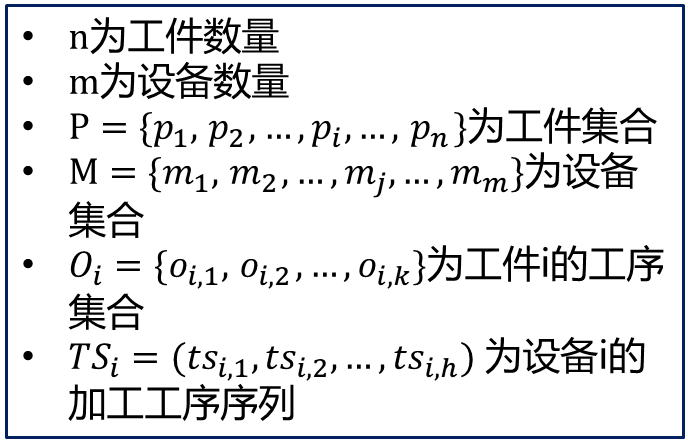 • n为工件数量
• m为设备数量
• P = {p₁, p₂, …, pᵢ, …, pₙ}为工件集合
• M = {m₁, m₂, …, mⱼ, …, mₘ}为设备
集合
• Oᵢ = {oᵢ,₁, oᵢ,₂, …, oᵢ,ₖ}为工件i的工序
集合
• TSᵢ = (tsᵢ,₁, tsᵢ,₂, …, tsᵢ,ₕ) 为设备i的
加工工序序列